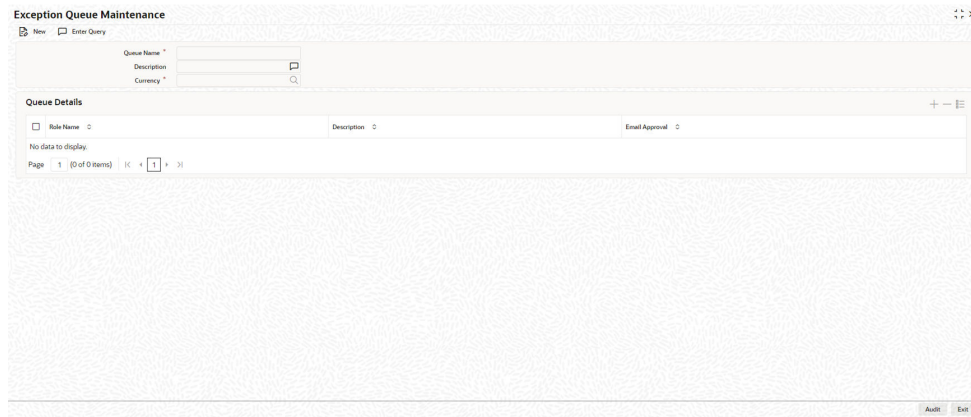 Exception Queue Maintenance
New Enter Query
Queue Name *
Description
Currency *
Queue Details
Role Name Description Email Approval
No data to display.
Page 1 (0 of 0 items) 1
Audit Exit